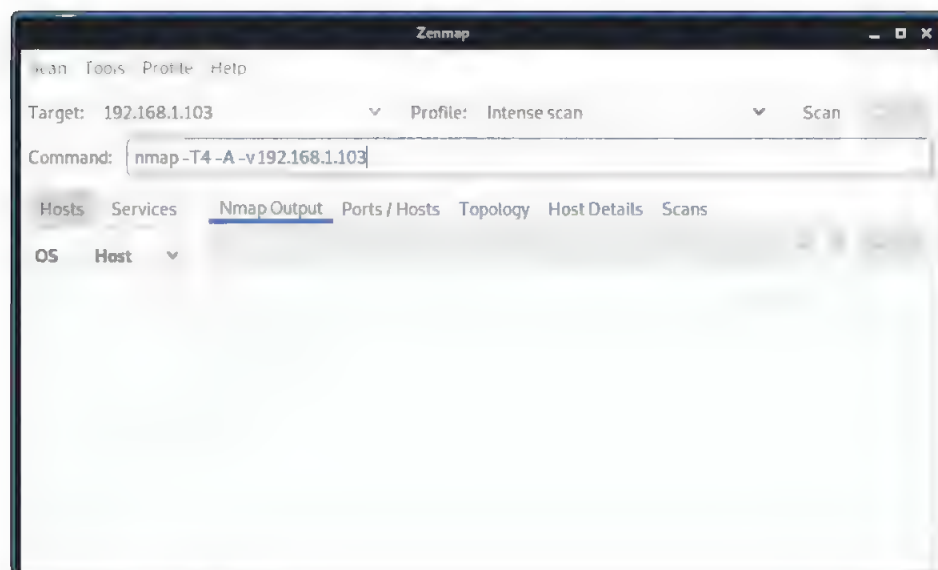 Zenmap
Tools Profile Help
Target: 192.168.1.103 Profile: Intense scan Scan
Command: nmap -T4 -A -v 192.168.1.103
Hosts Services Nmap Output Ports / Hosts Topology Host Details Scans
OS Host